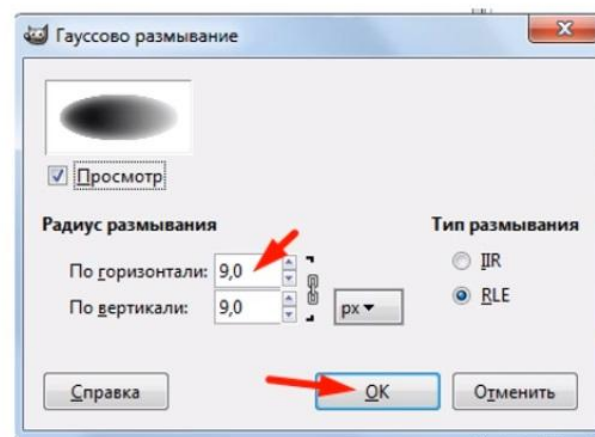 Гауссово размывание
Просмотр
Радиус размывания
Тип размывания
По горизонтали: 9,0
IIR
По вертикали: 9,0
px
RLE
Справка
OK
Отменить